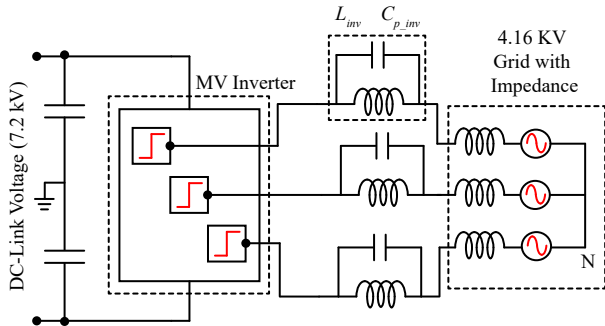 L_inv C_p_inv
4.16 KV
Grid with
Impedance
MV Inverter
DC-Link Voltage (7.2 kV)
N